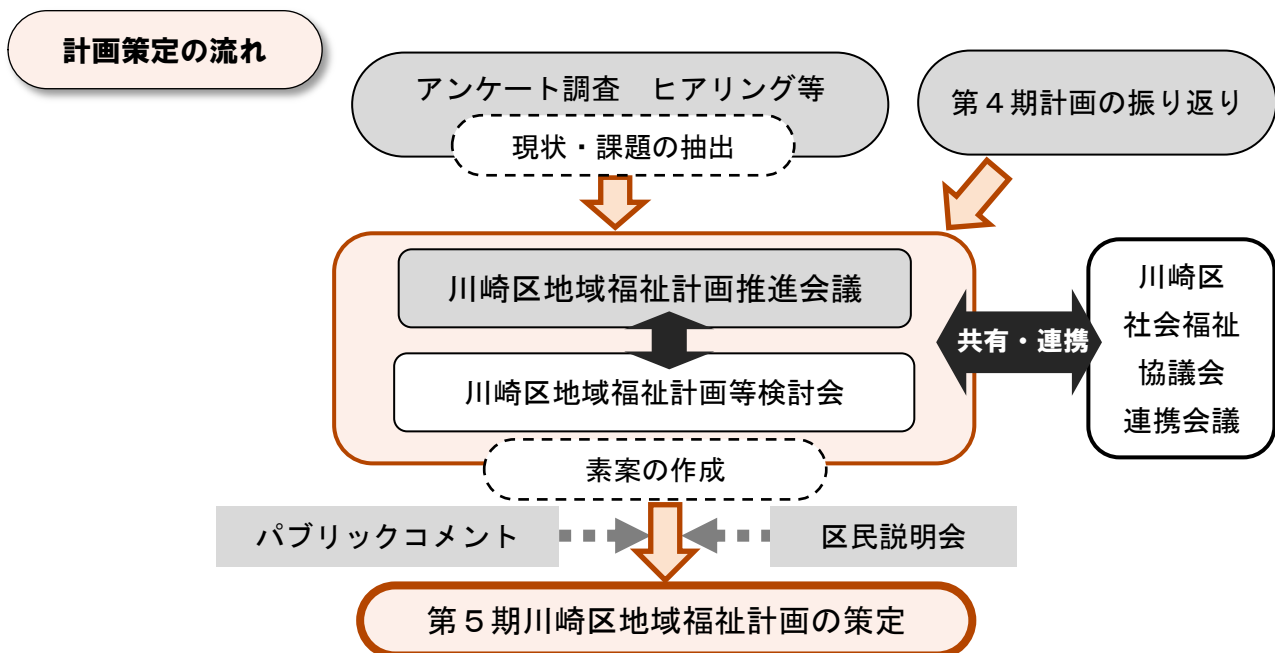 計画策定の流れ
アンケート調査　ヒアリング等
現状・課題の抽出
第４期計画の振り返り
川崎区地域福祉計画推進会議
川崎区地域福祉計画等検討会
共有・連携
川崎区
社会福祉
協議会
連携会議
素案の作成
パブリックコメント
区民説明会
第５期川崎区地域福祉計画の策定